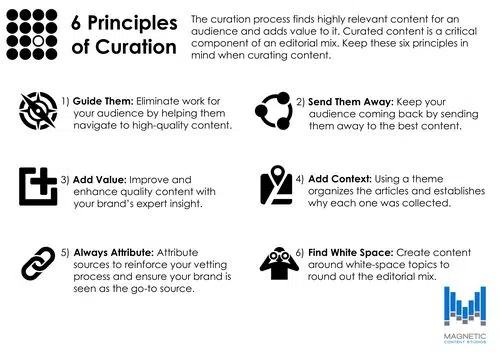 6 Principles
of Curation
The curation process finds highly relevant content for an
audience and adds value to it. Curated content is a critical
component of an editorial mix. Keep these six principles in
mind when curating content.
1) Guide Them: Eliminate work for
your audience by helping them
navigate to high-quality content.
2) Send Them Away: Keep your
audience coming back by sending
them away to the best content.
3) Add Value: Improve and
enhance quality content with
your brand's expert insight.
4) Add Context: Using a theme
organizes the articles and establishes
why each one was collected.
5) Always Attribute: Attribute
sources to reinforce your vetting
process and ensure your brand is
seen as the go-to source.
6) Find White Space: Create content
around white-space topics to
round out the editorial mix.
MAGNETIC
CONTENT STUDIOS